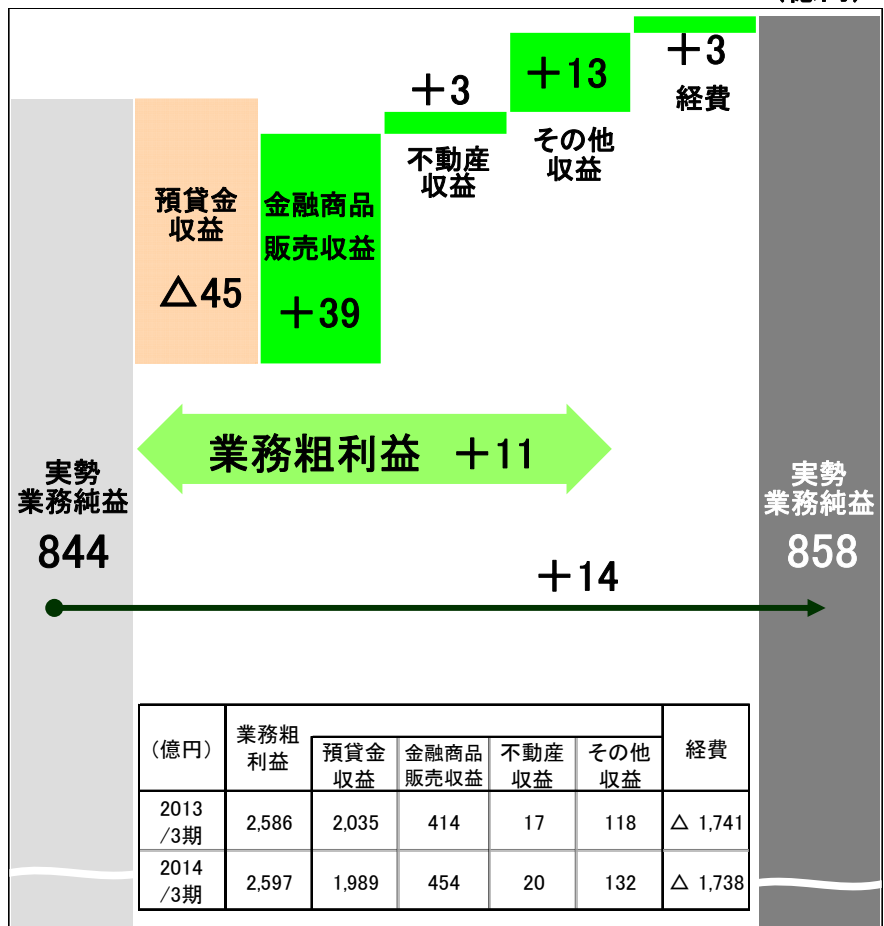 ＋3
経費
＋13
その他
収益
＋3
不動産
収益
預貸金
収益
△45
金融商品
販売収益
＋39
業務粗利益　＋11
実勢
業務純益
844
実勢
業務純益
858
＋14
（億円） 業務粗利益 預貸金収益 金融商品販売収益 不動産収益 その他収益 経費
2013/3期 2,586 2,035 414 17 118 △ 1,741
2014/3期 2,597 1,989 454 20 132 △ 1,738